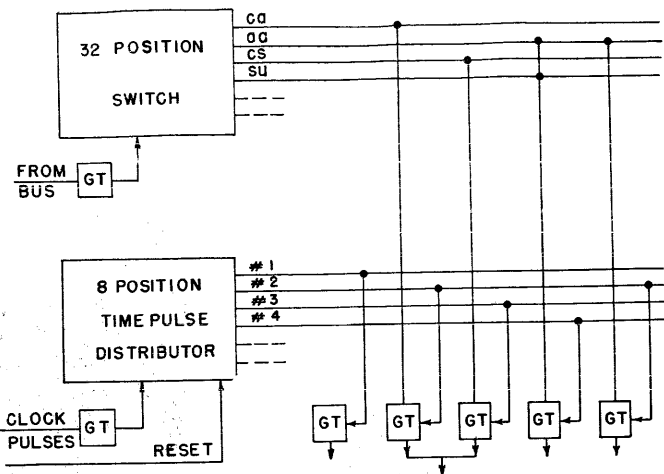 32 POSITION
SWITCH
ca
aa
cs
su
FROM
BUS
GT
8 POSITION
TIME PULSE
DISTRIBUTOR
#1
#2
#3
#4
CLOCK
PULSES
GT
RESET
GT
GT
GT
GT
GT